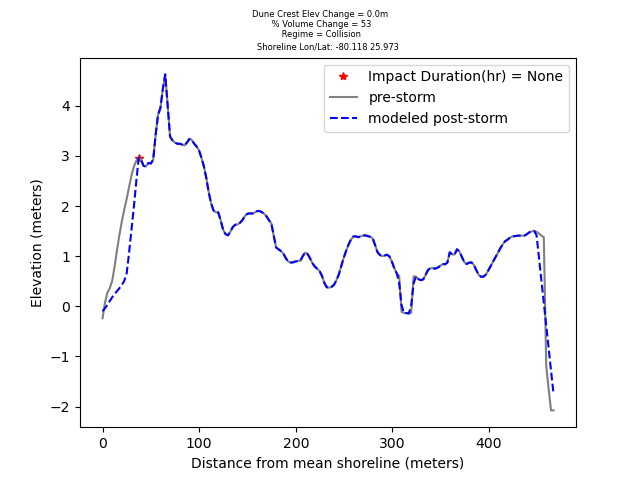 Dune Crest Elev Change = 0.0m
% Volume Change = 53
Regime = Collision
Shoreline Lon/Lat: -80.118 25.973
Impact Duration(hr) = None
pre-storm
modeled post-storm
Elevation (meters)
4
3
2
1
0
−1
−2
0 100 200 300 400
Distance from mean shoreline (meters)